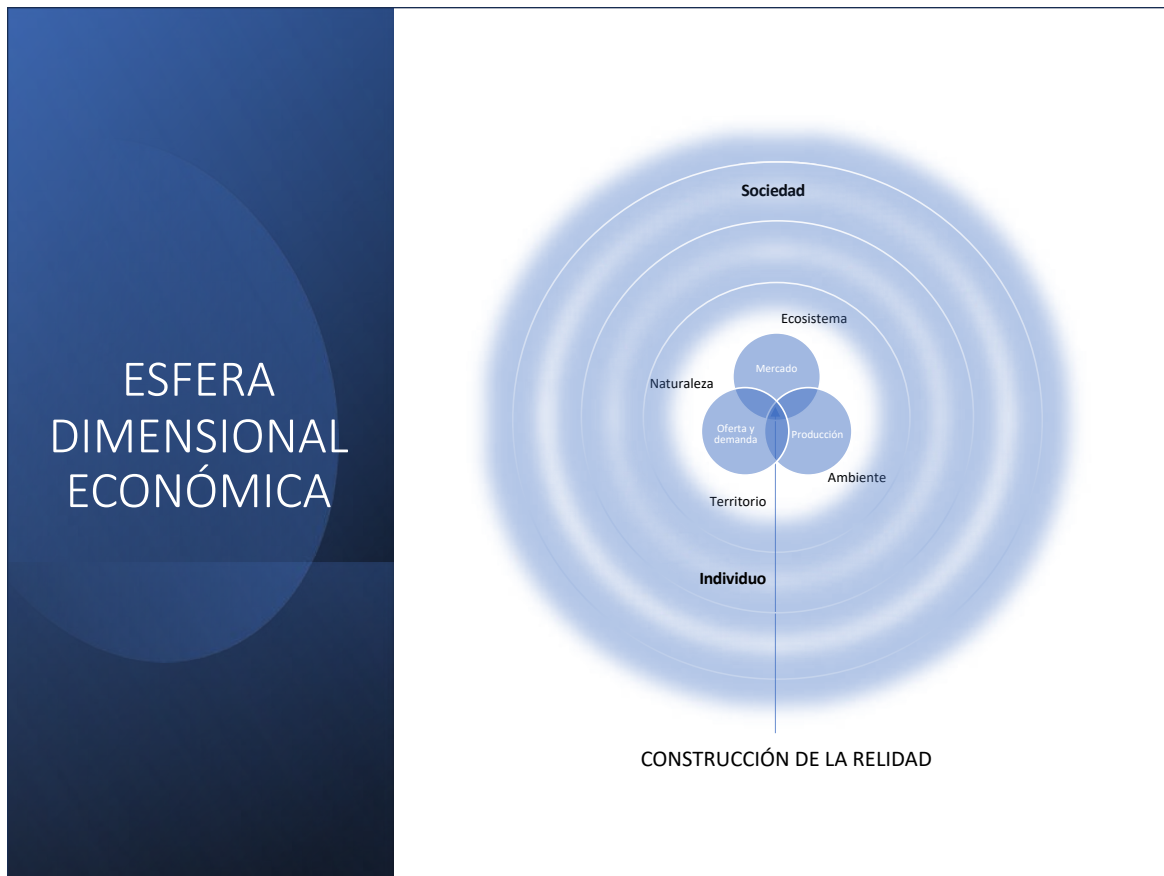 ESFERA
DIMENSIONAL
ECONÓMICA
Sociedad
Ecosistema
Mercado
Naturaleza
Oferta y
demanda
Producción
Ambiente
Territorio
Individuo
CONSTRUCCIÓN DE LA RELIDAD